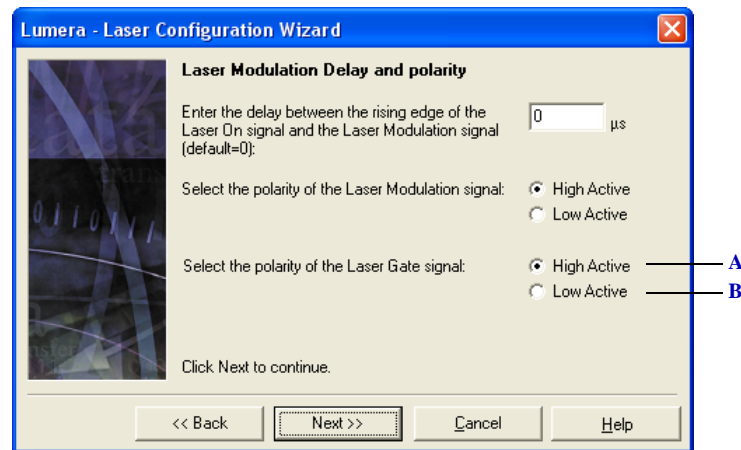 Lumera - Laser Configuration Wizard
Laser Modulation Delay and polarity
Enter the delay between the rising edge of the
Laser On signal and the Laser Modulation signal
(default=0):
0
µs
Select the polarity of the Laser Modulation signal:
High Active
Low Active
Select the polarity of the Laser Gate signal:
High Active
A
Low Active
B
Click Next to continue.
<< Back
Next >>
Cancel
Help